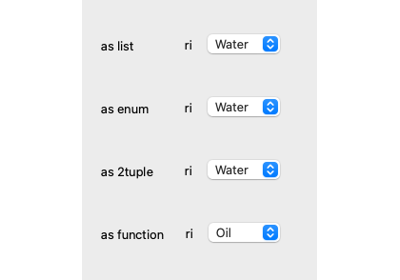 as list ri Water
as enum ri Water
as 2tuple ri Water
as function ri Oil